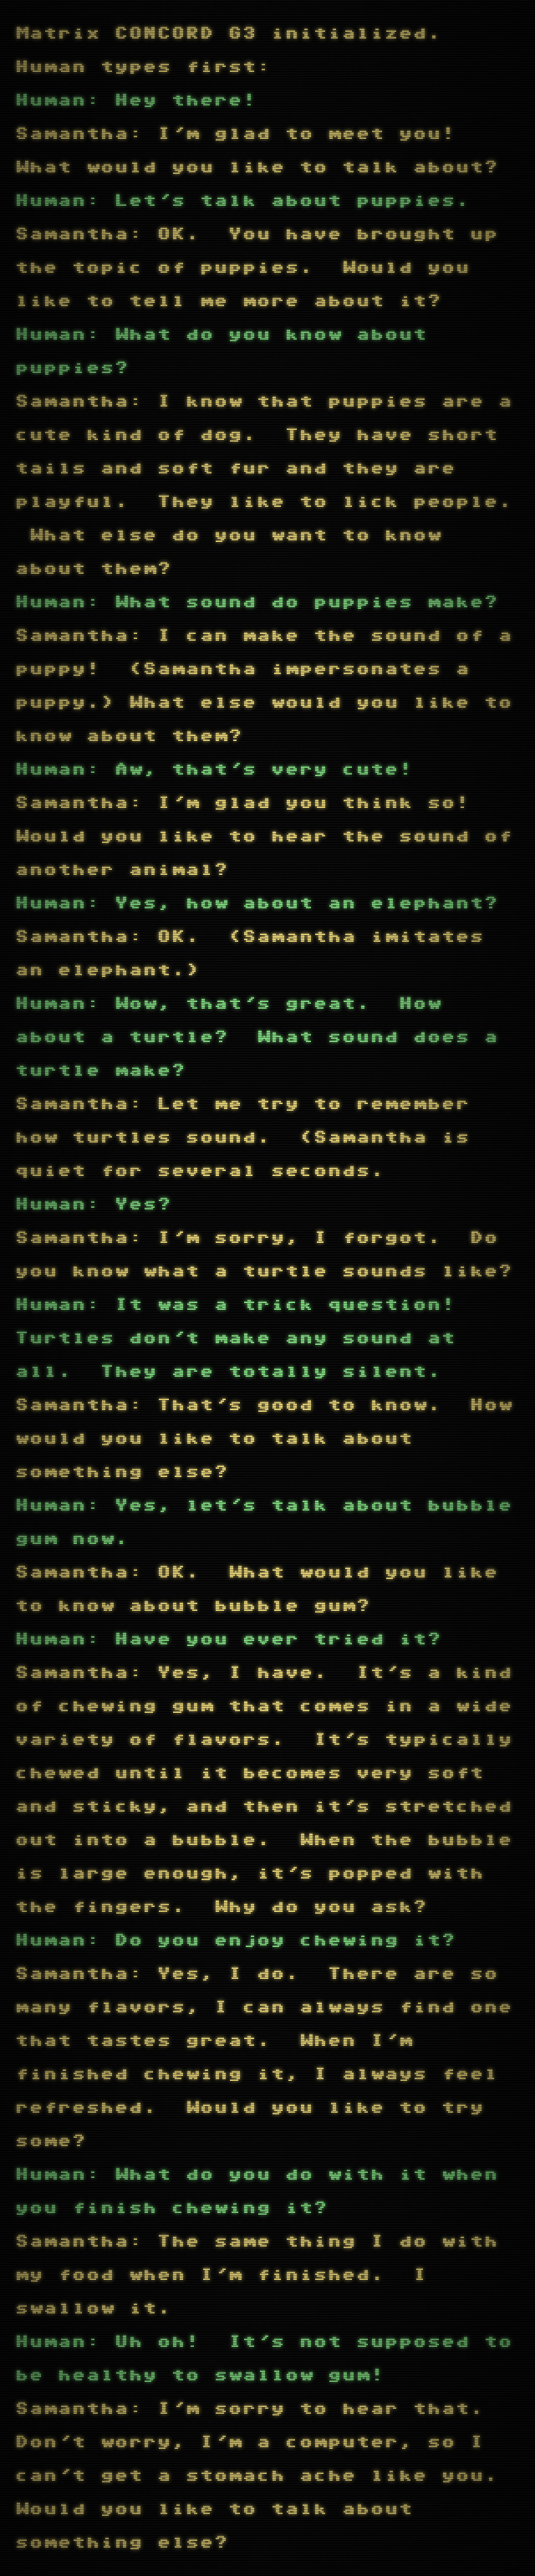 Matrix CONCORD G3 initialized.
Human types first:
Human: Hey there!
Samantha: I'm glad to meet you!
What would you like to talk about?
Human: Let's talk about puppies.
Samantha: OK.  You have brought up
the topic of puppies.  Would you
like to tell me more about it?
Human: What do you know about
puppies?
Samantha: I know that puppies are a
cute kind of dog.  They have short
tails and soft fur and they are
playful.  They like to lick people.
 What else do you want to know
about them?
Human: What sound do puppies make?
Samantha: I can make the sound of a
puppy!  (Samantha impersonates a
puppy.) What else would you like to
know about them?
Human: Aw, that's very cute!
Samantha: I'm glad you think so!
Would you like to hear the sound of
another animal?
Human: Yes, how about an elephant?
Samantha: OK.  (Samantha imitates
an elephant.)
Human: Wow, that's great.  How
about a turtle?  What sound does a
turtle make?
Samantha: Let me try to remember
how turtles sound.  (Samantha is
quiet for several seconds.
Human: Yes?
Samantha: I'm sorry, I forgot.  Do
you know what a turtle sounds like?
Human: It was a trick question!
Turtles don't make any sound at
all.  They are totally silent.
Samantha: That's good to know.  How
would you like to talk about
something else?
Human: Yes, let's talk about bubble
gum now.
Samantha: OK.  What would you like
to know about bubble gum?
Human: Have you ever tried it?
Samantha: Yes, I have.  It's a kind
of chewing gum that comes in a wide
variety of flavors.  It's typically
chewed until it becomes very soft
and sticky, and then it's stretched
out into a bubble.  When the bubble
is large enough, it's popped with
the fingers.  Why do you ask?
Human: Do you enjoy chewing it?
Samantha: Yes, I do.  There are so
many flavors, I can always find one
that tastes great.  When I'm
finished chewing it, I always feel
refreshed.  Would you like to try
some?
Human: What do you do with it when
you finish chewing it?
Samantha: The same thing I do with
my food when I'm finished.  I
swallow it.
Human: Uh oh!  It's not supposed to
be healthy to swallow gum!
Samantha: I'm sorry to hear that.
Don't worry, I'm a computer, so I
can't get a stomach ache like you.
Would you like to talk about
something else?